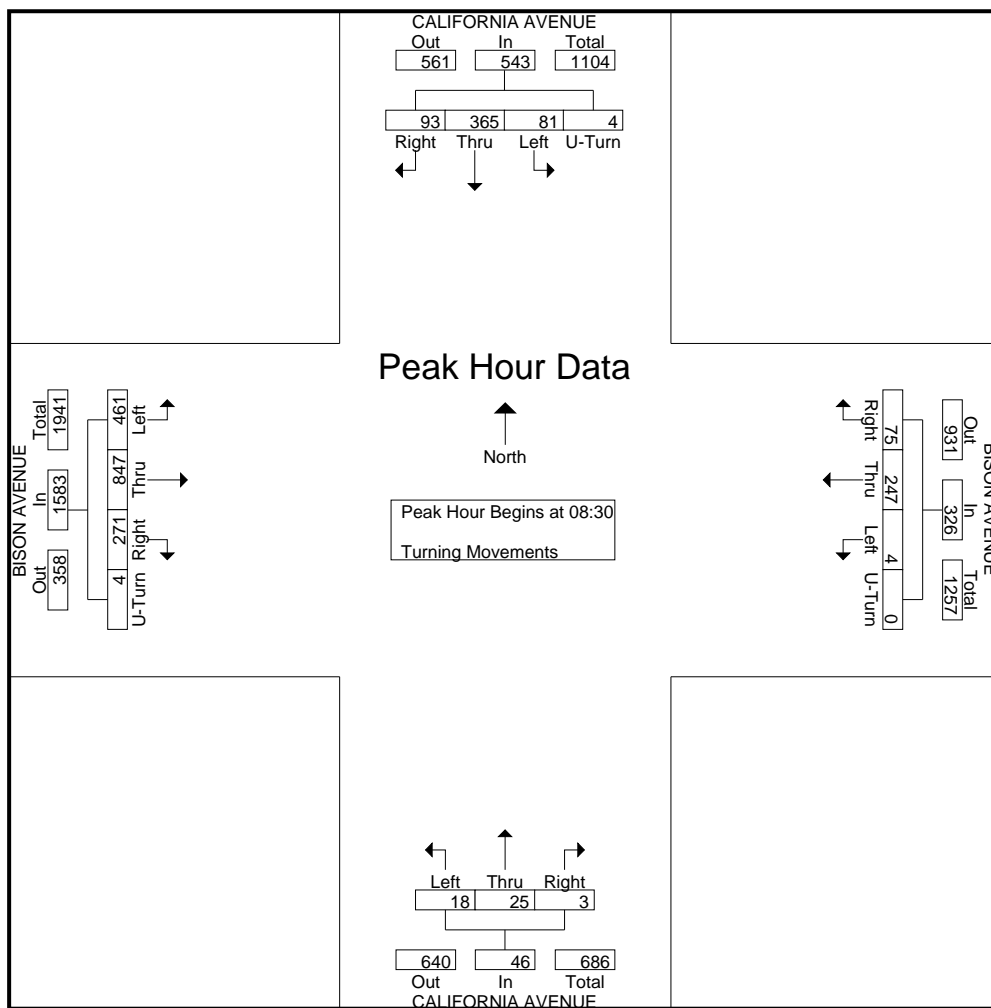 CALIFORNIA AVENUE
Out In Total
561 543 1104
93 365 81 4
Right Thru Left U-Turn
Peak Hour Data
North
Peak Hour Begins at 08:30
Turning Movements
BISON AVENUE
Total In Out
1941 1583 358
461 847 271 4
Left Thru Right U-Turn
Right Thru Left U-Turn
75 247 4 0
Out In Total
931 326 1257
BISON AVENUE
Left Thru Right
18 25 3
640 46 686
Out In Total
CALIFORNIA AVENUE